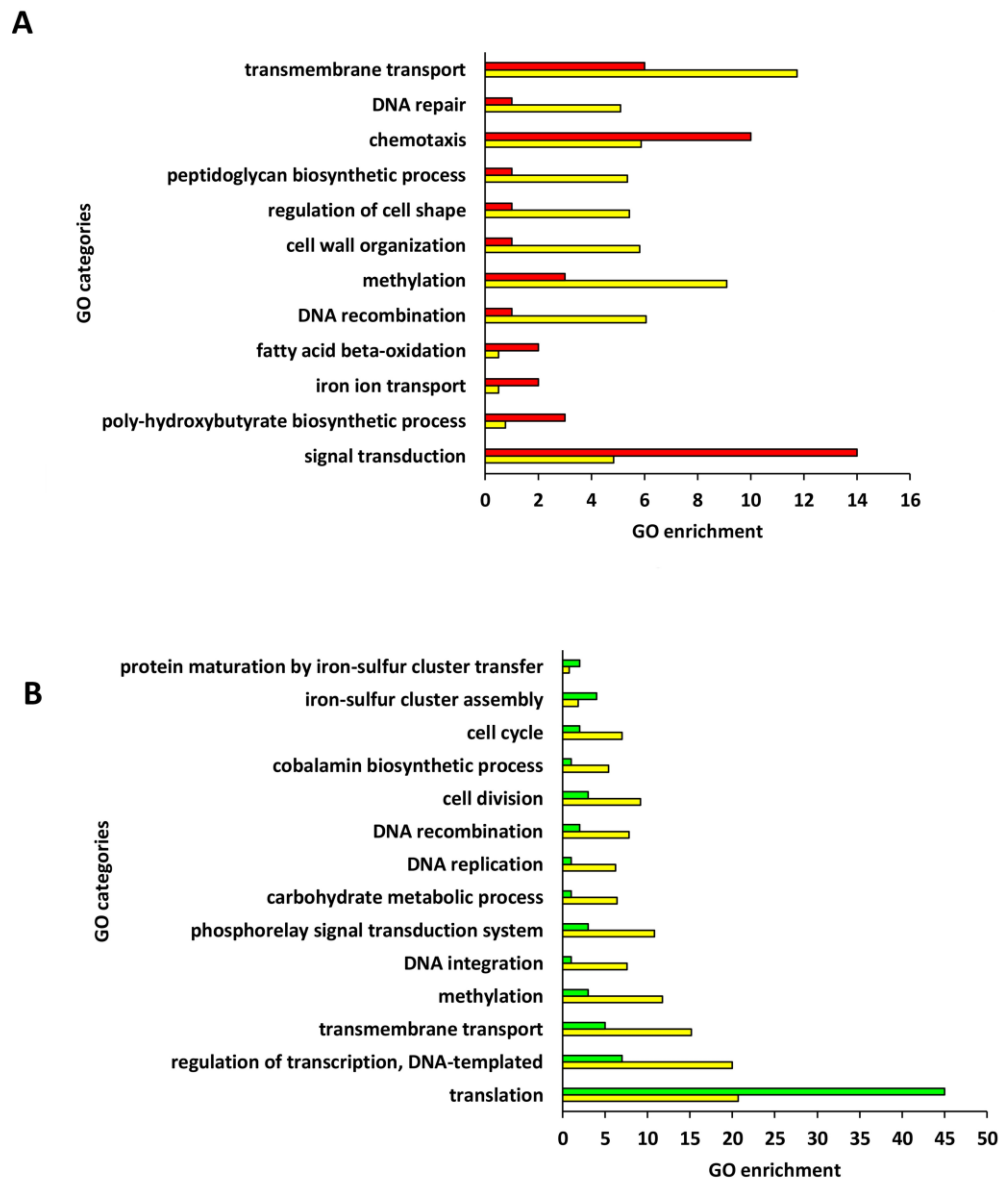 A
transmembrane transport
DNA repair
chemotaxis
peptidoglycan biosynthetic process
regulation of cell shape
cell wall organization
methylation
DNA recombination
fatty acid beta-oxidation
iron ion transport
poly-hydroxybutyrate biosynthetic process
signal transduction
GO categories
0 2 4 6 8 10 12 14 16
GO enrichment
B
protein maturation by iron-sulfur cluster transfer
iron-sulfur cluster assembly
cell cycle
cobalamin biosynthetic process
cell division
DNA recombination
DNA replication
carbohydrate metabolic process
phosphorelay signal transduction system
DNA integration
methylation
transmembrane transport
regulation of transcription, DNA-templated
translation
GO categories
0 5 10 15 20 25 30 35 40 45 50
GO enrichment